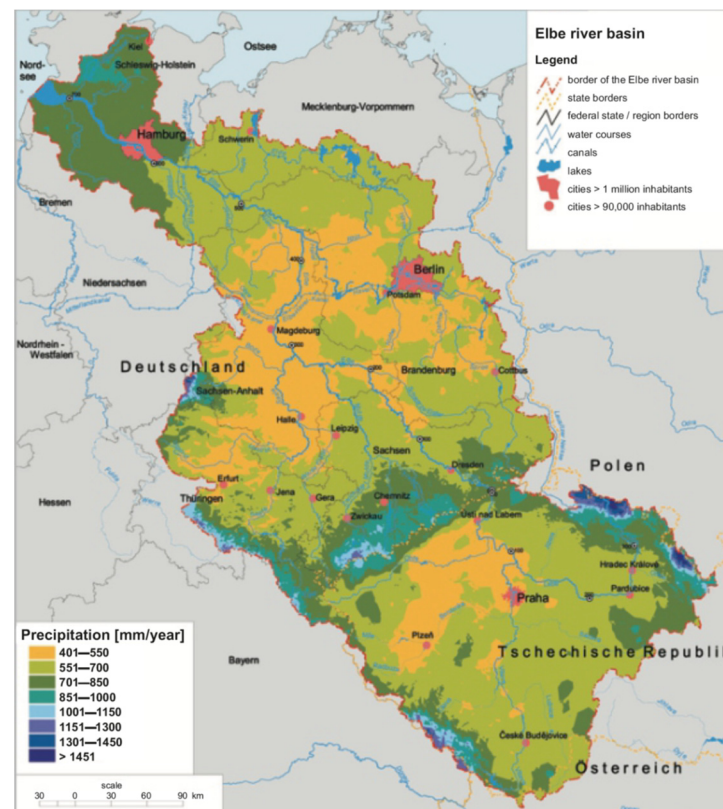 Elbe river basin
Legend
border of the Elbe river basin
state borders
federal state / region borders
water courses
canals
lakes
cities > 1 million inhabitants
cities > 90,000 inhabitants
Kiel
Ostsee
Nord-
see
Schleswig-Holstein
Mecklenburg-Vorpommern
Hamburg
Schwerin
Bremen
Niedersachsen
Berlin
Potsdam
Magdeburg
Nordrhein -
Westfalen
Deutschland
Brandenburg
Cottbus
Sachsen-Anhalt
Halle
Leipzig
Sachsen
Dresden
Polen
Hessen
Erfurt
Thüringen
Jena
Gera
Chemnitz
Zwickau
Ústí nad Labem
Hradec Králové
Pardubice
Praha
Plzeň
Tschechische Republik
Bayern
České Budějovice
Österreich
Precipitation [mm/year]
401—550
551—700
701—850
851—1000
1001—1150
1151—1300
1301—1450
> 1451
scale
30 0 30 60 90 km